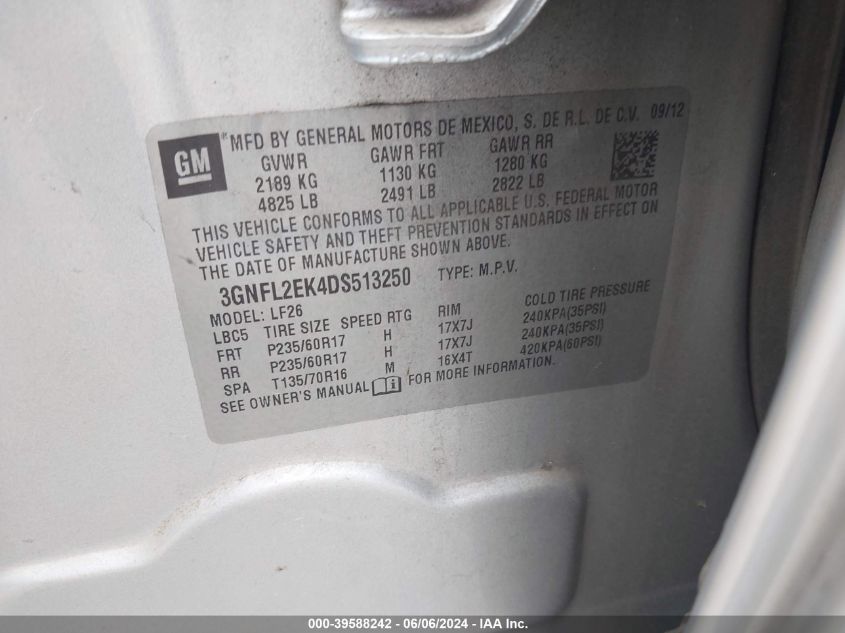 GM
*MFD BY GENERAL MOTORS DE MEXICO, S. DE R.L. DE C.V. 09/12
GVWR GAWR FRT GAWR RR
2189 KG 1130 KG 1280 KG
4825 LB 2491 LB 2822 LB
THIS VEHICLE CONFORMS TO ALL APPLICABLE U.S. FEDERAL MOTOR
VEHICLE SAFETY AND THEFT PREVENTION STANDARDS IN EFFECT ON
THE DATE OF MANUFACTURE SHOWN ABOVE.
3GNFL2EK4DS513250 TYPE: M.P.V.
MODEL: LF26
LBC5 TIRE SIZE SPEED RTG RIM COLD TIRE PRESSURE
FRT P235/60R17 H 17X7J 240KPA(35PSI)
RR P235/60R17 H 17X7J 240KPA(35PSI)
SPA T135/70R16 M 16X4T 420KPA(60PSI)
SEE OWNER'S MANUAL i FOR MORE INFORMATION.
000-39588242 - 06/06/2024 - IAA Inc.